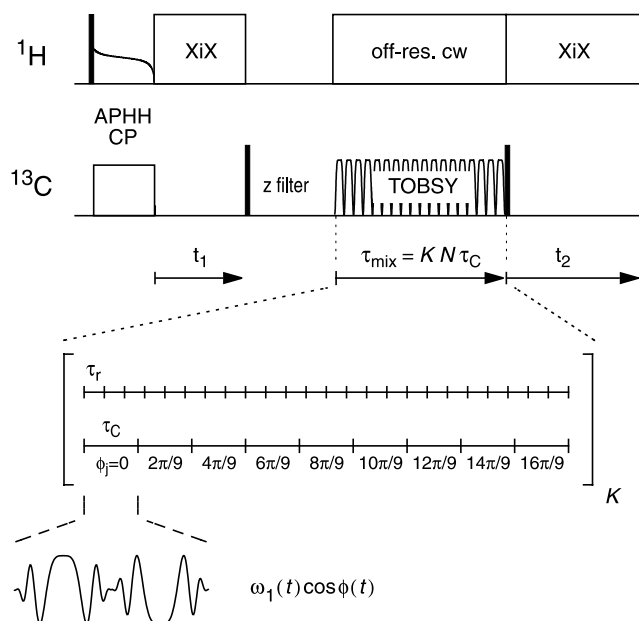 ¹H XiX off-res. cw XiX
APHH
CP
¹³C z filter TOBSY
t₁ τmix = K N τC t₂
τr
τC
ϕj=0 2π/9 4π/9 6π/9 8π/9 10π/9 12π/9 14π/9 16π/9
K
ω₁(t)cosϕ(t)